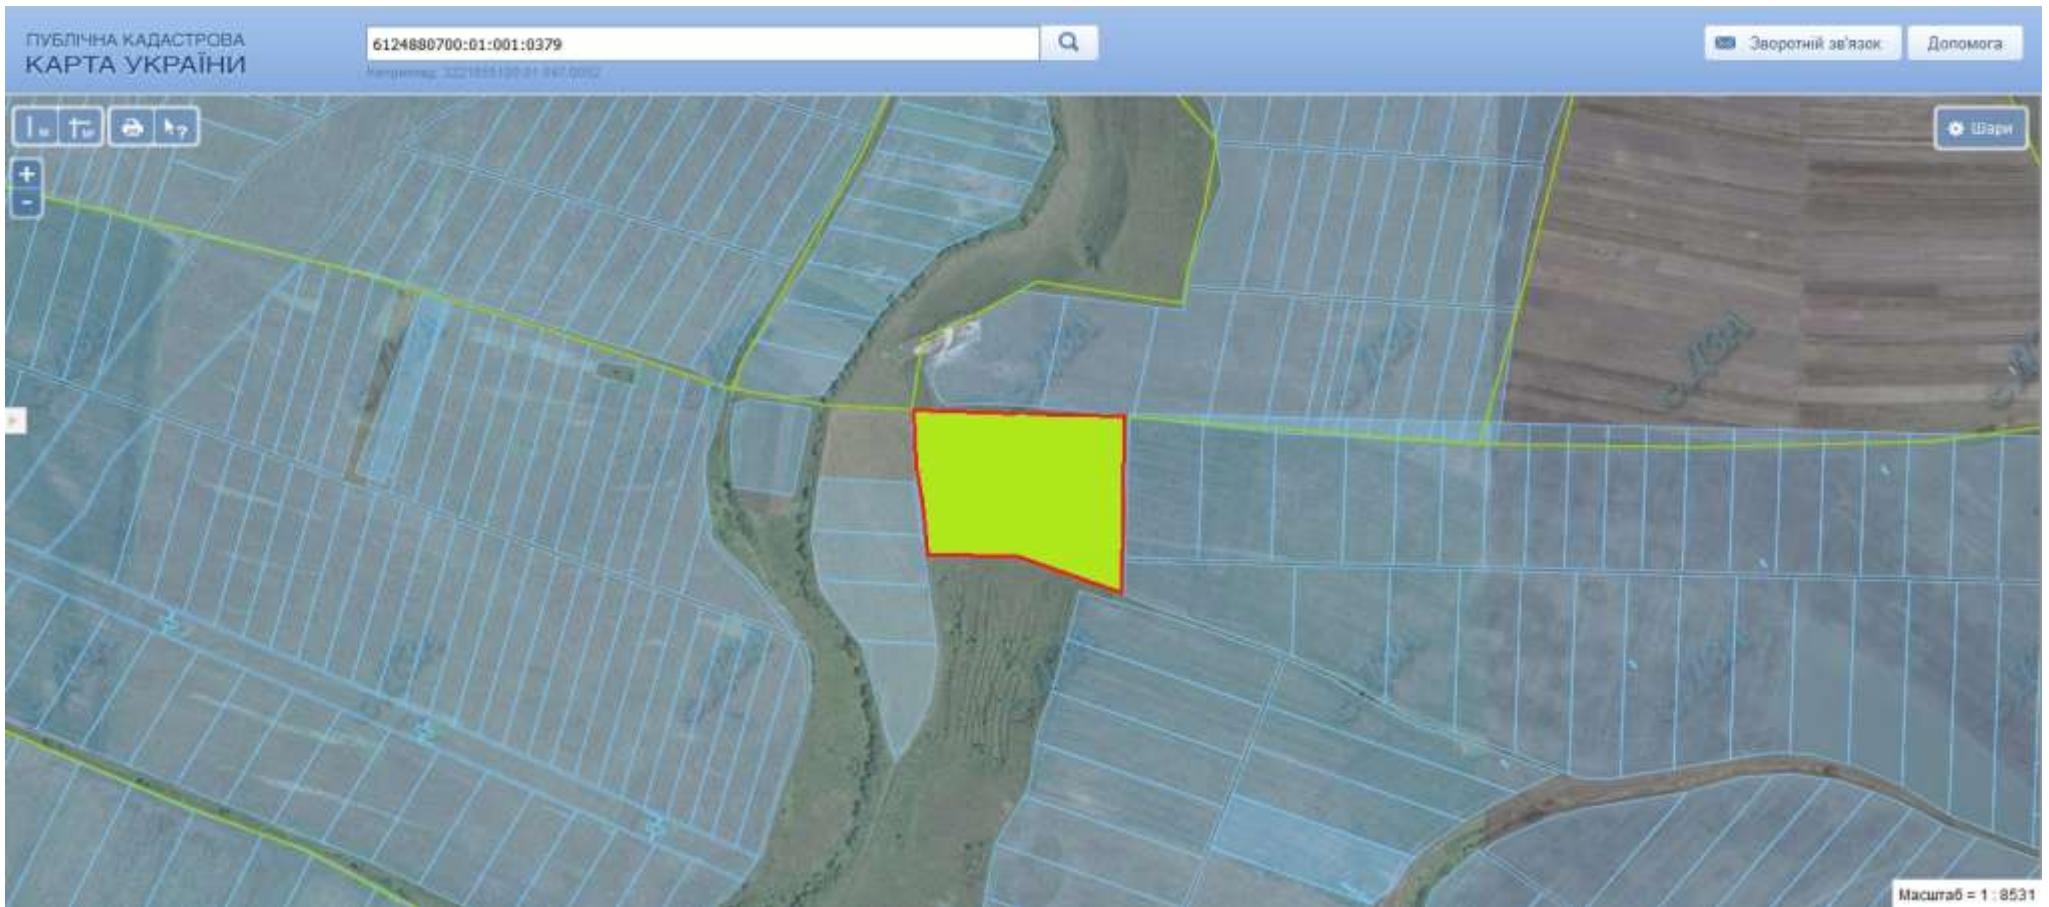 ПУБЛІЧНА КАДАСТРОВА
КАРТА УКРАЇНИ
6124880700:01:001:0379
Зворотній зв'язок
Допомога
Шари
+
-
Масштаб = 1 : 8531